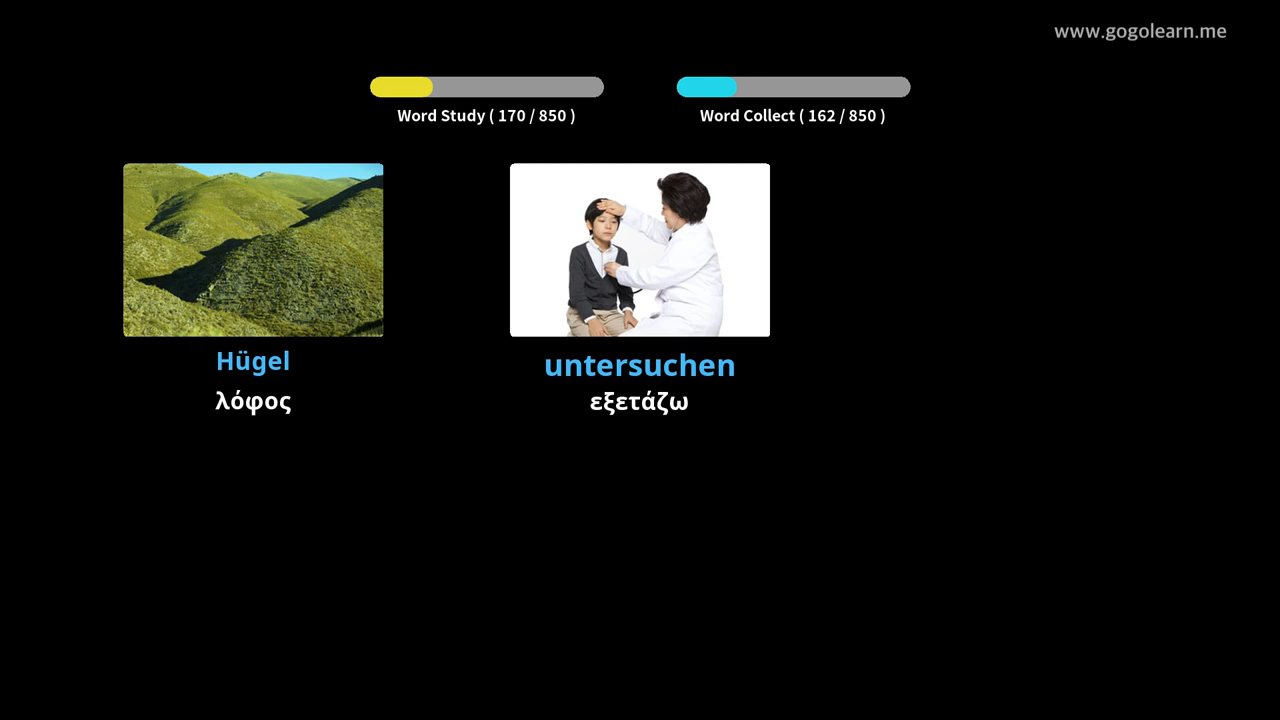 www.gogolearn.me
Word Study ( 170 / 850 )
Word Collect ( 162 / 850 )
Hügel
λόφος
untersuchen
εξετάζω